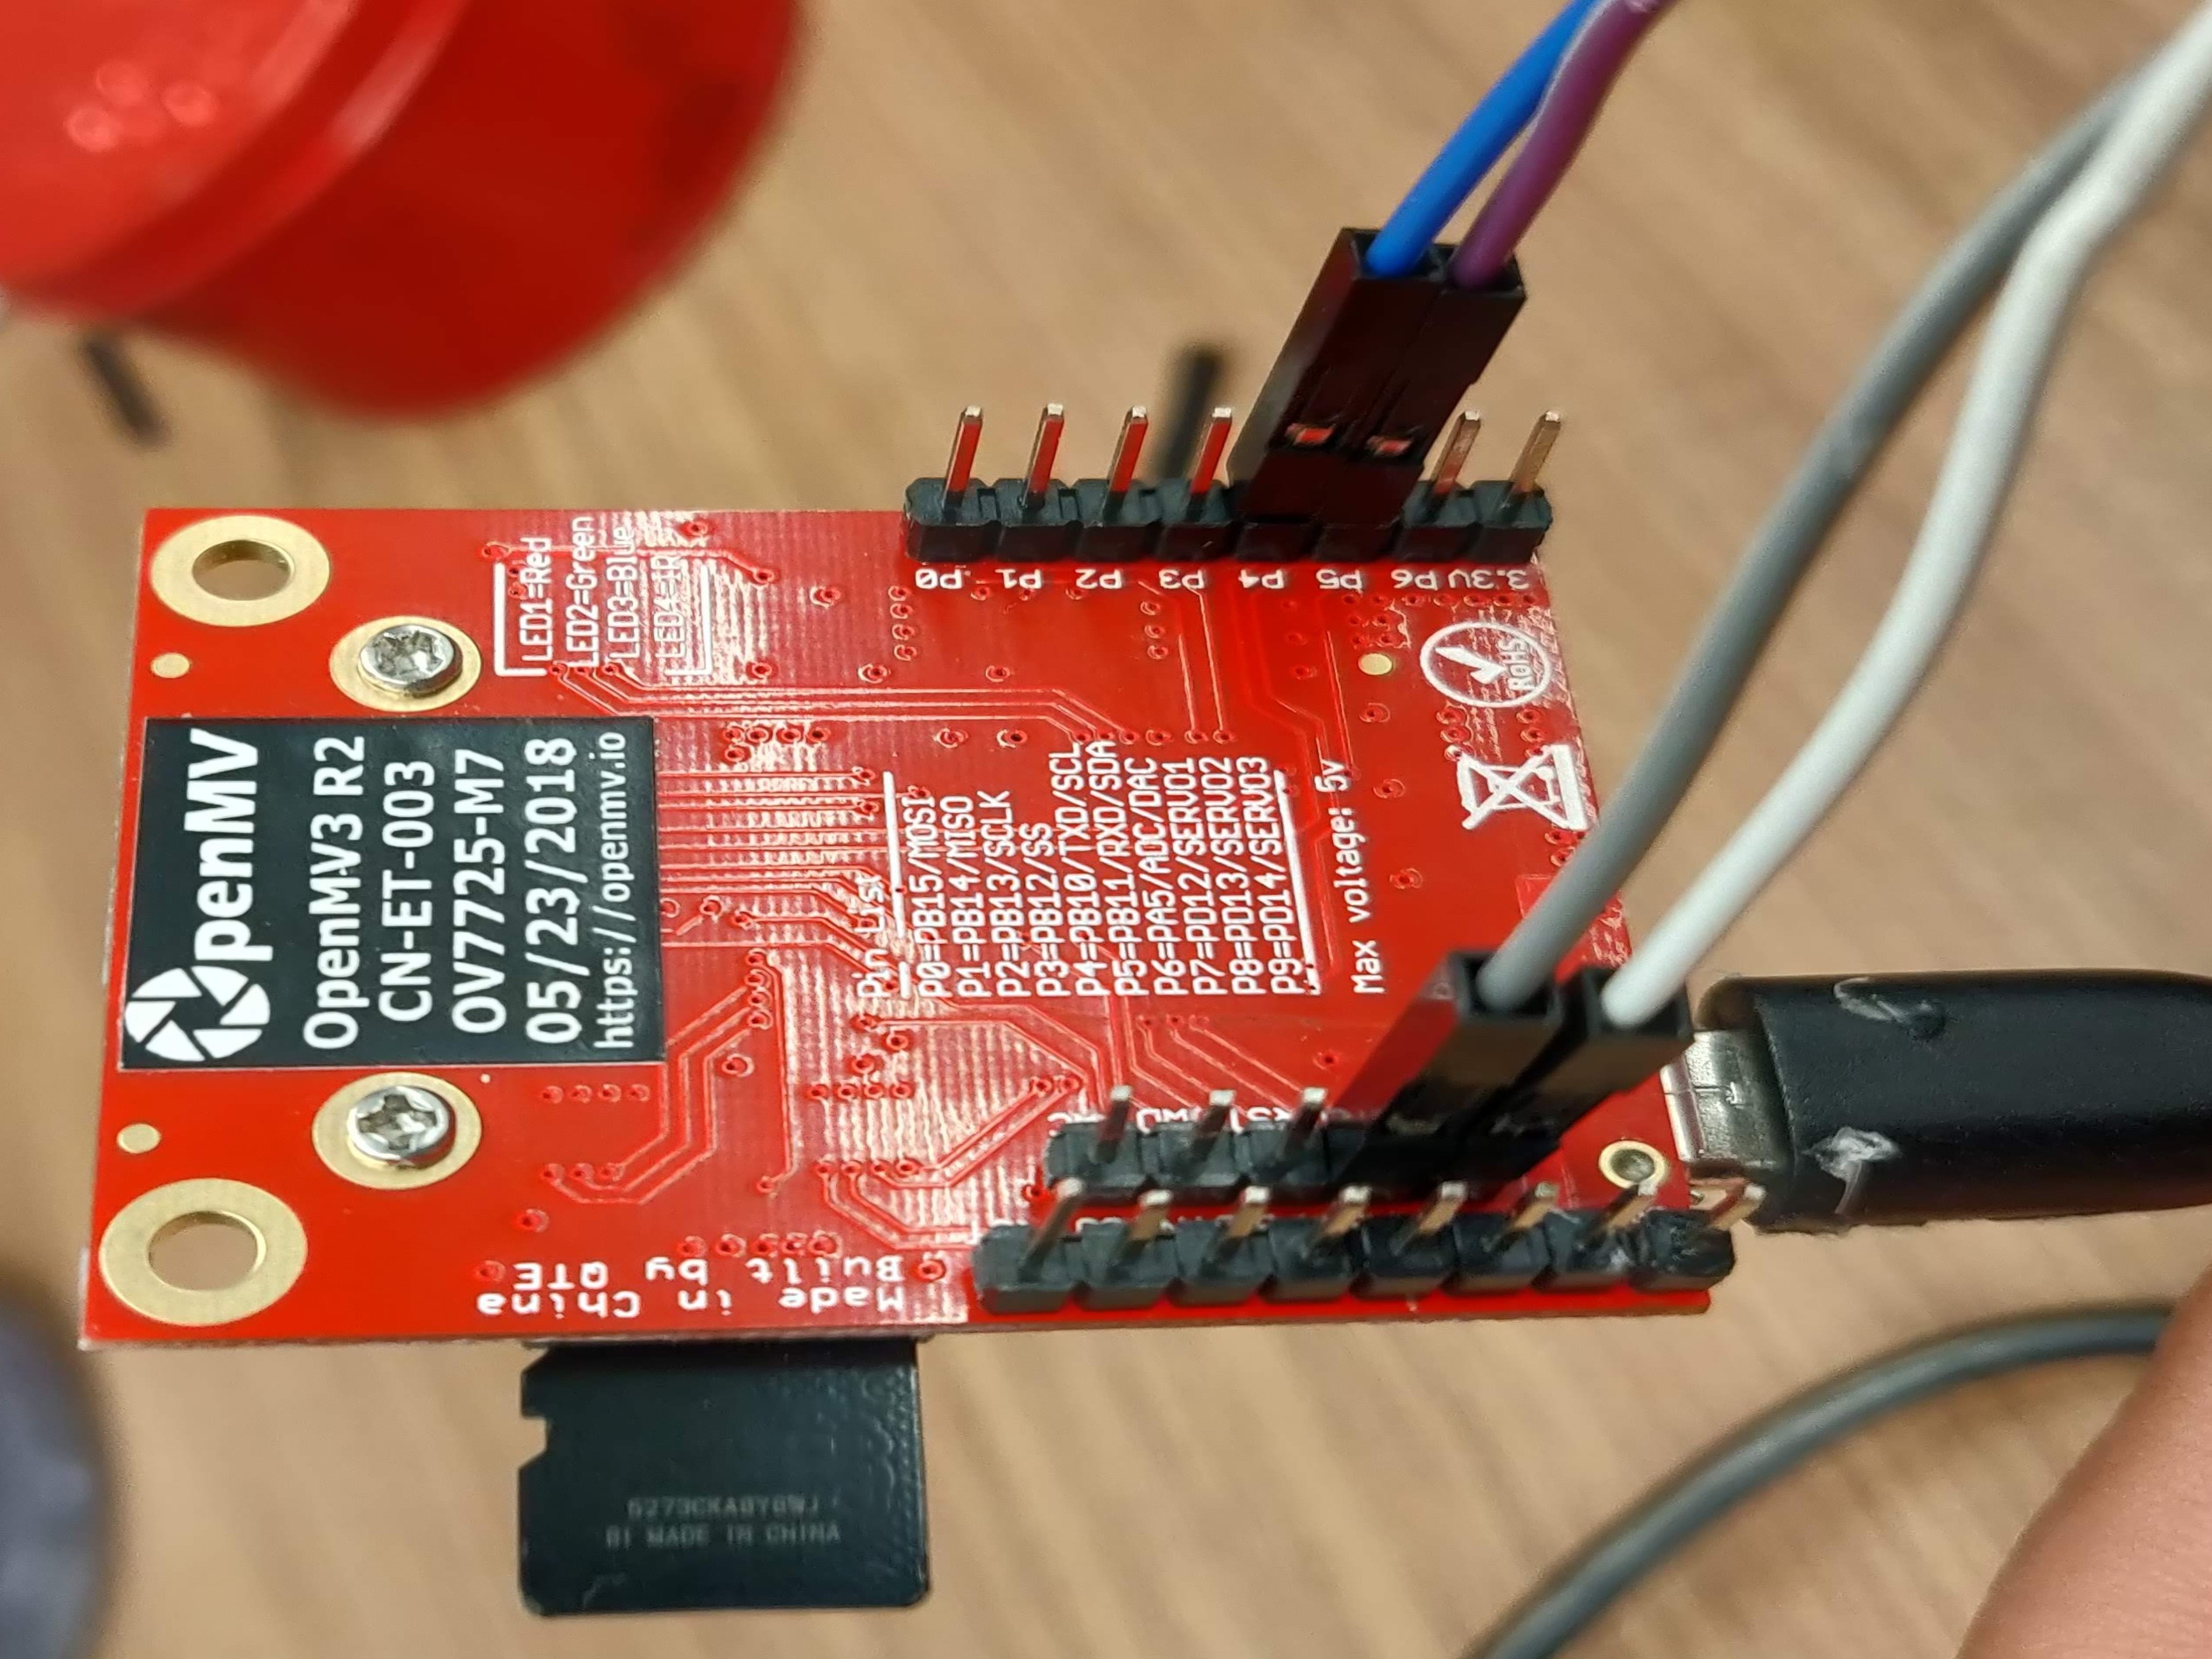 OpenMV
OpenMV3 R2
CN-ET-003
OV7725-M7
05/23/2018
https://openmv.io
Made in China
Built by QTE
LED1=Red
LED2=Green
LED3=Blue
LED4=IR
MADE IN CHINA
Pin List
P0=PB15/MOSI
P1=PB14/MISO
P2=PB13/SCLK
P3=PB12/SS
P4=PB10/TXD/SCL
P5=PB11/RXD/SDA
P6=PA5/ADC/DAC
P7=PD12/SERVO1
P8=PD13/SERVO2
P9=PD14/SERVO3
Max voltage: 5v
P0
P1
P2
P3
P4
P5
P6
3.3V
RoHS